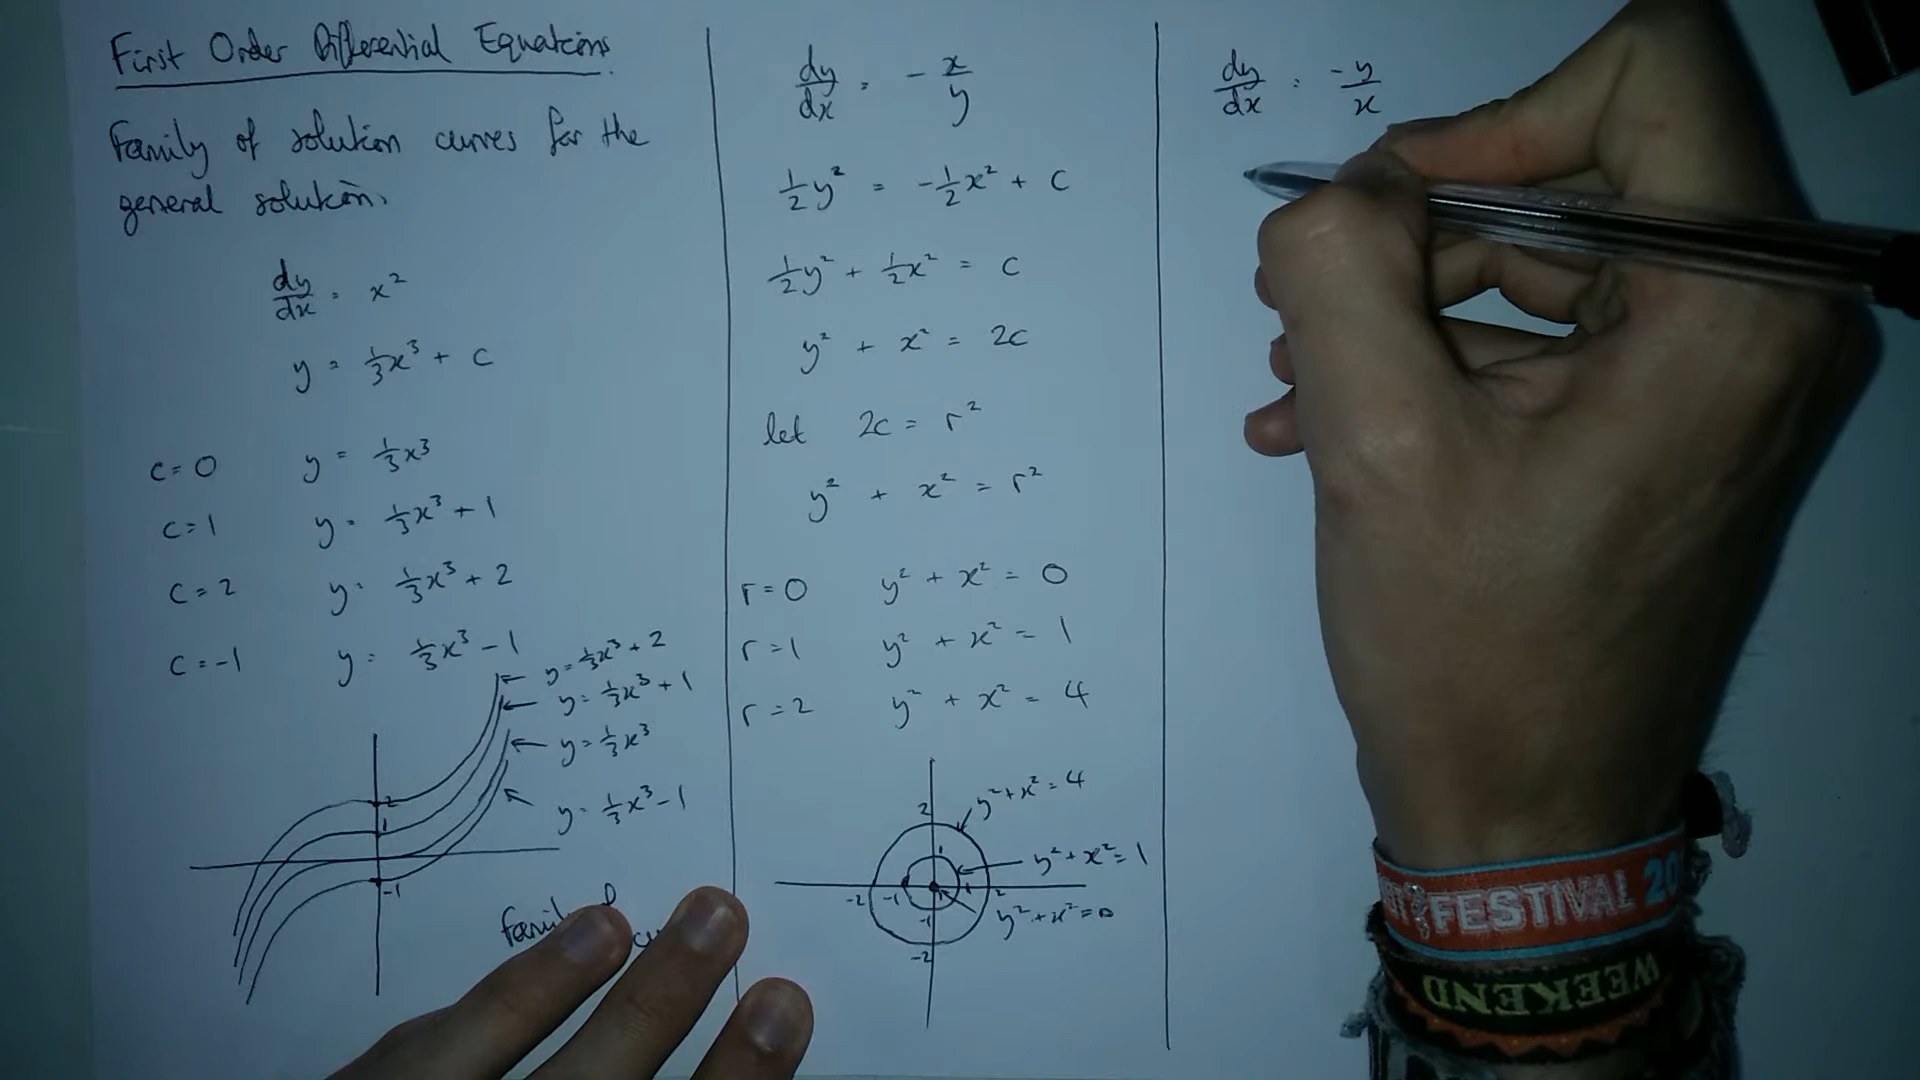 First Order Differential Equations
Family of solution curves for the
general solution.
dy/dx = x²
y = 1/3x³ + c
c = 0 y = 1/3x³
c = 1 y = 1/3x³ + 1
c = 2 y = 1/3x³ + 2
c = -1 y = 1/3x³ - 1
y = 1/3x³ + 2
y = 1/3x³ + 1
y = 1/3x³
y = 1/3x³ - 1
2
1
-1
dy/dx = - x/y
1/2y² = -1/2x² + C
1/2y² + 1/2x² = C
y² + x² = 2c
let 2c = r²
y² + x² = r²
r = 0 y² + x² = 0
r = 1 y² + x² = 1
r = 2 y² + x² = 4
y² + x² = 4
y² + x² = 1
y² + x² = 0
2
1
-2 -1 1 2
-1
-2
dy/dx = -y/x
FESTIVAL 20
WEEKEND